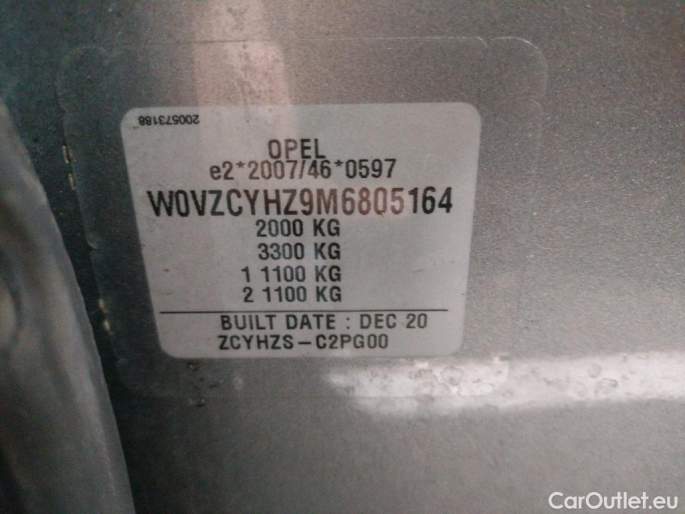 200573188
OPEL
e2*2007/46*0597
W0VZCYHZ9M6805164
2000 KG
3300 KG
1 1100 KG
2 1100 KG
BUILT DATE : DEC 20
ZCYHZS-C2PG00
CarOutlet.eu